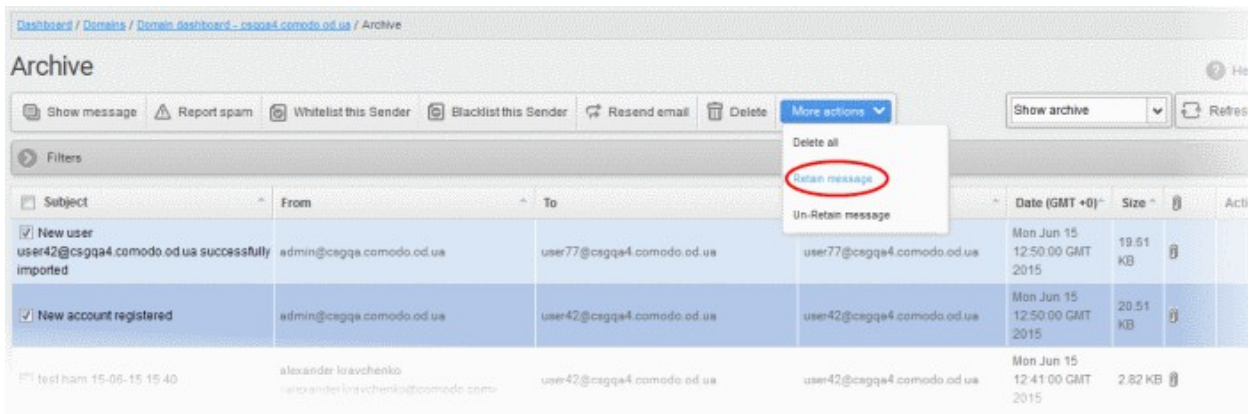 Dashboard / Domains / Domain dashboard - csgqa4.comodo.od.ua / Archive
Archive
Show message Report spam Whitelist this Sender Blacklist this Sender Resend email Delete More actions Show archive
Delete all
Filters
Retain message
Un-Retain message
Subject From To Date (GMT +0) Size
New user
user42@csgqa4.comodo.od.ua successfully
imported
admin@csgqa.comodo.od.ua user77@csgqa4.comodo.od.ua user77@csgqa4.comodo.od.ua
Mon Jun 15
12:50:00 GMT
2015
19.51
KB
New account registered admin@csgqa.comodo.od.ua user42@csgqa4.comodo.od.ua user42@csgqa4.comodo.od.ua
Mon Jun 15
12:50:00 GMT
2015
20.51
KB
test ham 15-06-15 15:40
alexander kravchenko
user42@csgqa4.comodo.od.ua user42@csgqa4.comodo.od.ua
Mon Jun 15
12:41:00 GMT
2015
2.82 KB